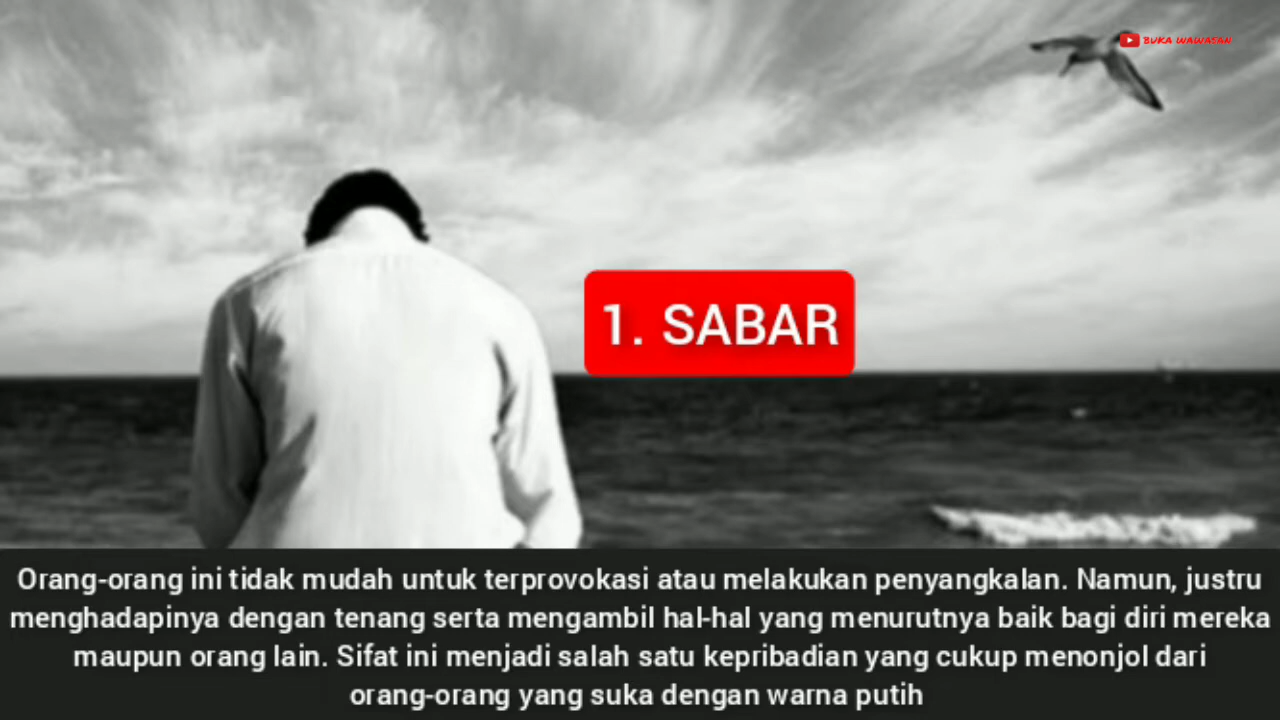 BUKA WAWASAN
1. SABAR
Orang-orang ini tidak mudah untuk terprovokasi atau melakukan penyangkalan. Namun, justru
menghadapinya dengan tenang serta mengambil hal-hal yang menurutnya baik bagi diri mereka
maupun orang lain. Sifat ini menjadi salah satu kepribadian yang cukup menonjol dari
orang-orang yang suka dengan warna putih